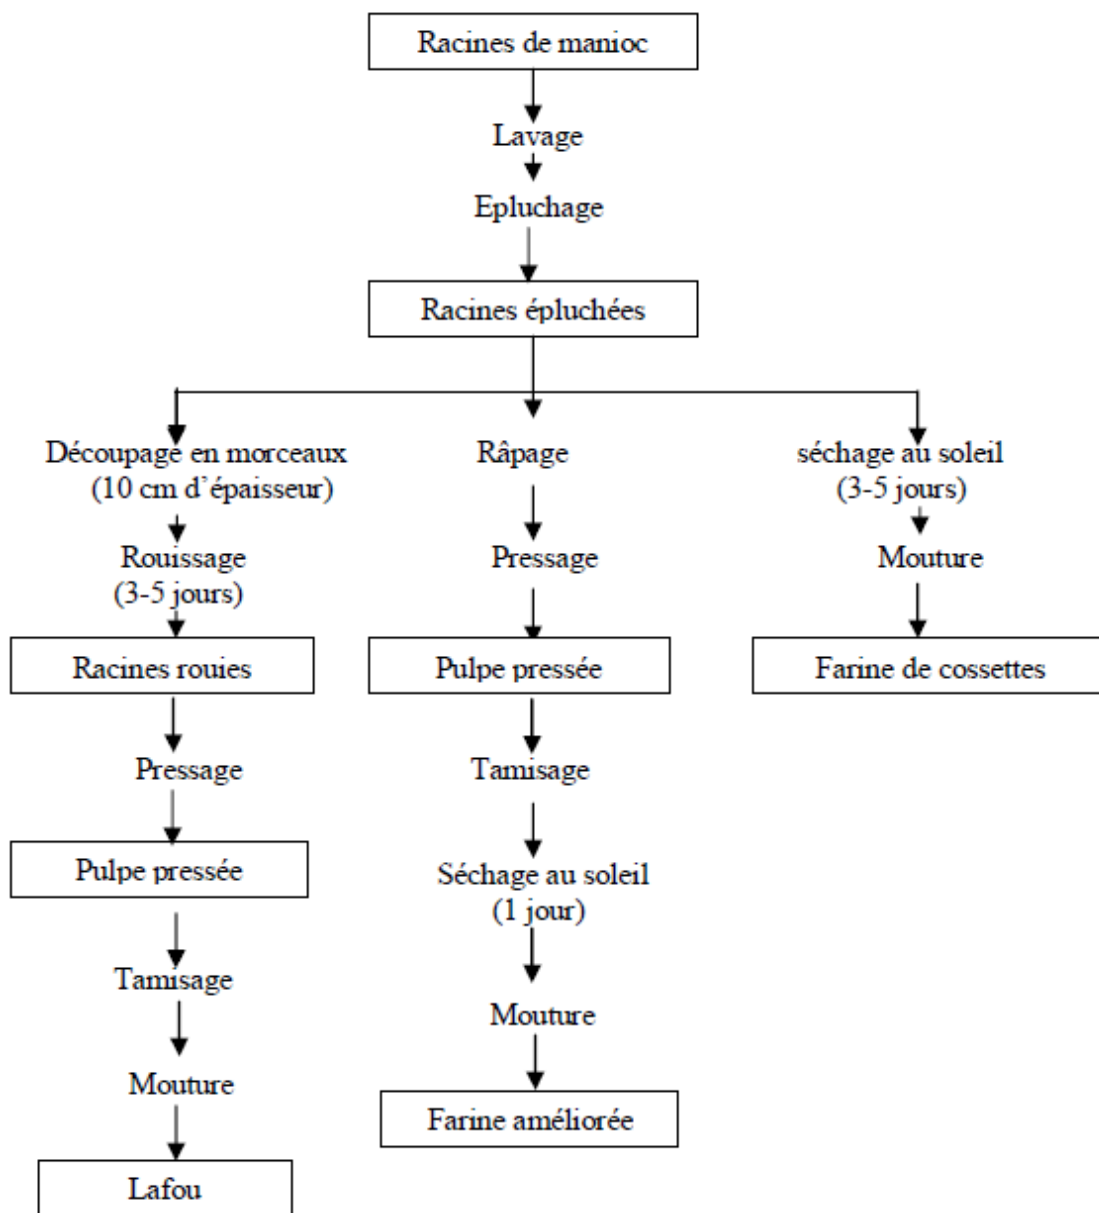 Racines de manioc
Lavage
Epluchage
Racines épluchées
Découpage en morceaux
(10 cm d'épaisseur)
Rouissage
(3-5 jours)
Racines rouies
Pressage
Pulpe pressée
Tamisage
Mouture
Lafou
Râpage
Pressage
Pulpe pressée
Tamisage
Séchage au soleil
(1 jour)
Mouture
Farine améliorée
séchage au soleil
(3-5 jours)
Mouture
Farine de cossettes